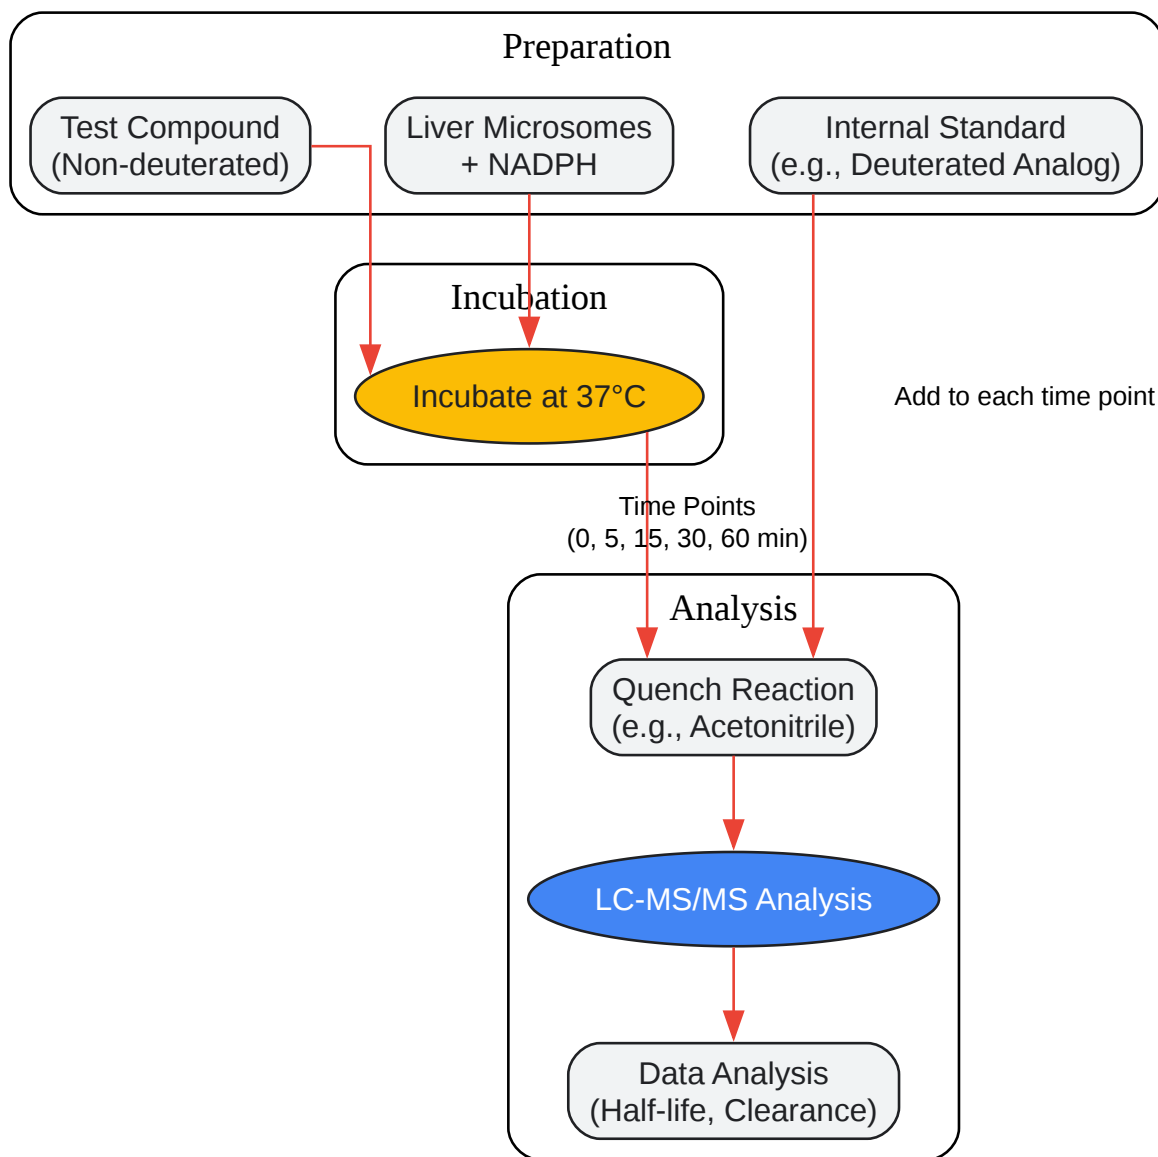 Preparation
Test Compound
(Non-deuterated)
Liver Microsomes
+ NADPH
Internal Standard
(e.g., Deuterated Analog)
Incubation
Incubate at 37°C
Add to each time point
Time Points
(0, 5, 15, 30, 60 min)
Analysis
Quench Reaction
(e.g., Acetonitrile)
LC-MS/MS Analysis
Data Analysis
(Half-life, Clearance)